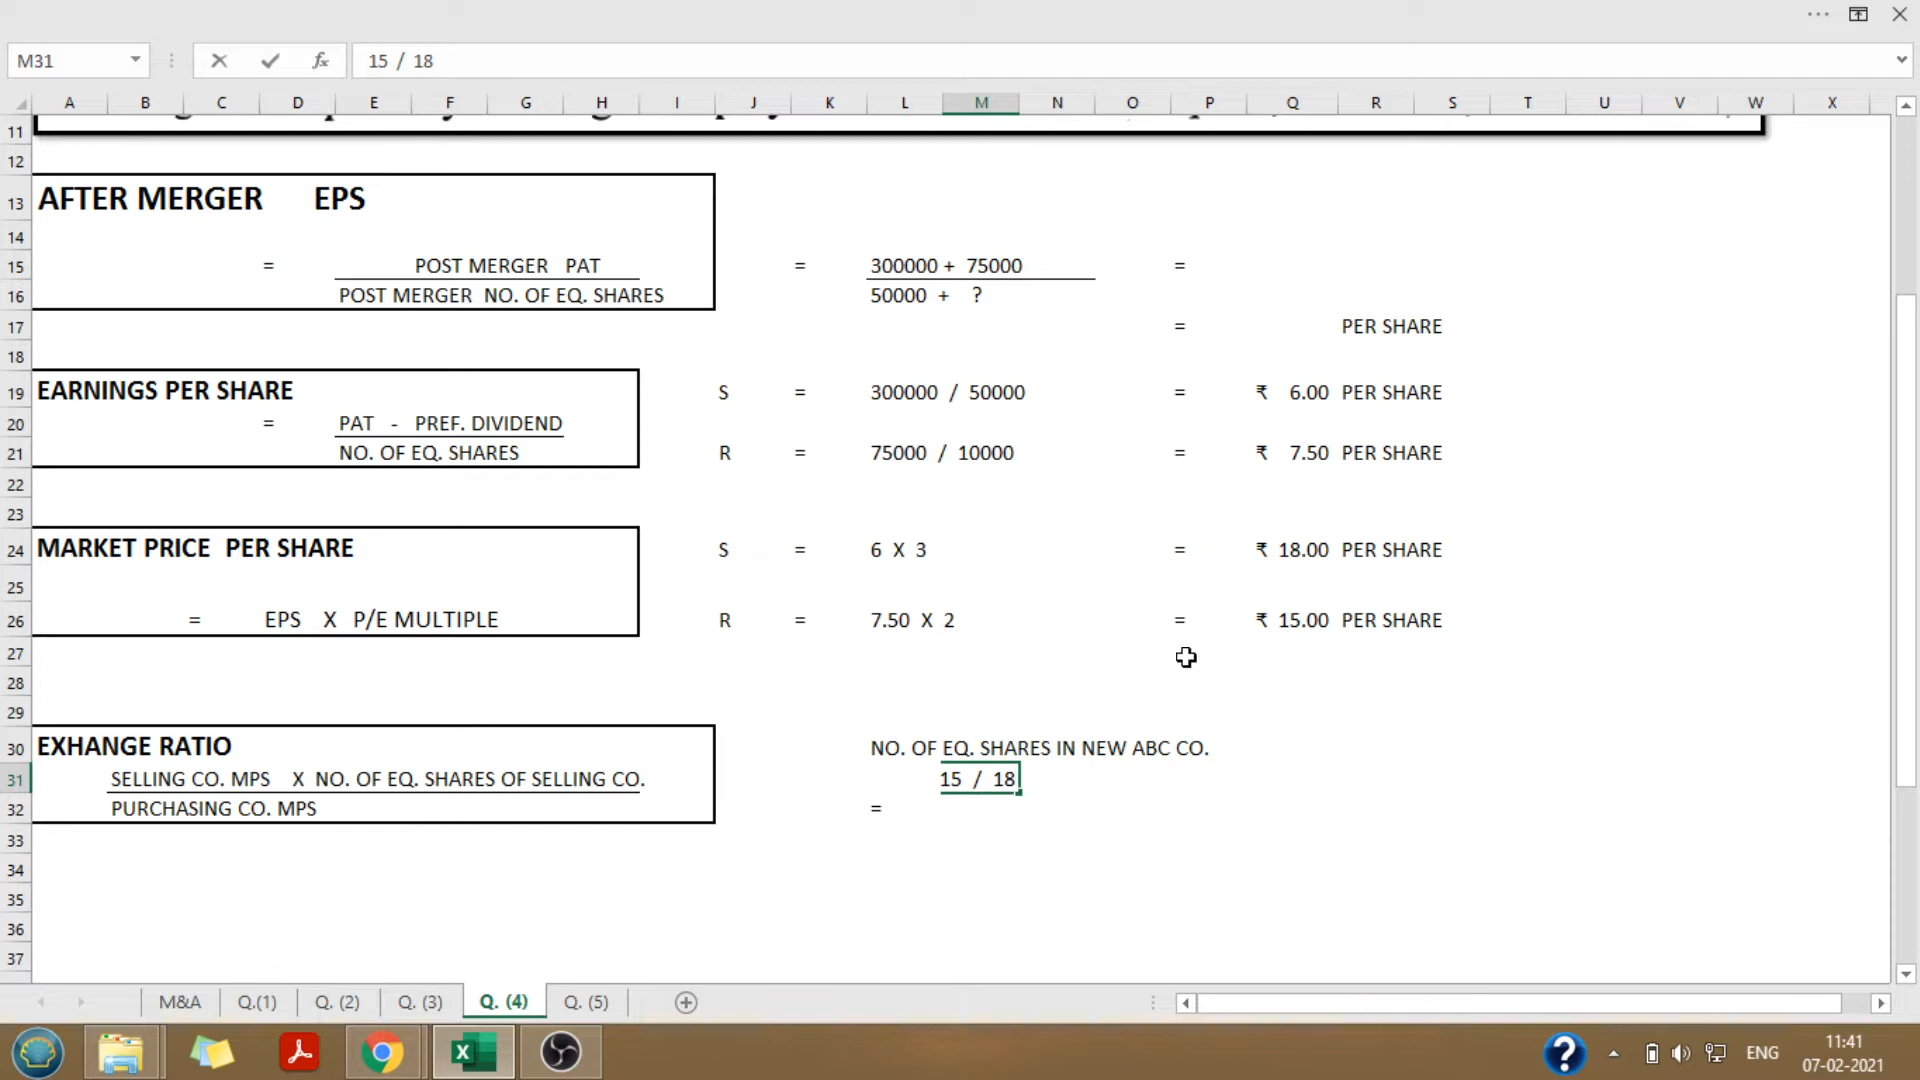 M31
fx 15 / 18
A B C D E F G H I J K L M N O P Q R S T U V W X
11
12
13 AFTER MERGER EPS
14
15 = POST MERGER PAT = 300000 + 75000 =
16 POST MERGER NO. OF EQ. SHARES 50000 + ?
17 = PER SHARE
18
19 EARNINGS PER SHARE S = 300000 / 50000 = ₹ 6.00 PER SHARE
20 = PAT - PREF. DIVIDEND
21 NO. OF EQ. SHARES R = 75000 / 10000 = ₹ 7.50 PER SHARE
22
23
24 MARKET PRICE PER SHARE S = 6 X 3 = ₹ 18.00 PER SHARE
25
26 = EPS X P/E MULTIPLE R = 7.50 X 2 = ₹ 15.00 PER SHARE
27
28
29
30 EXHANGE RATIO NO. OF EQ. SHARES IN NEW ABC CO.
31 SELLING CO. MPS X NO. OF EQ. SHARES OF SELLING CO. 15 / 18
32 PURCHASING CO. MPS =
33
34
35
36
37
M&A Q.(1) Q. (2) Q. (3) Q. (4) Q. (5)
ENG
11:41
07-02-2021